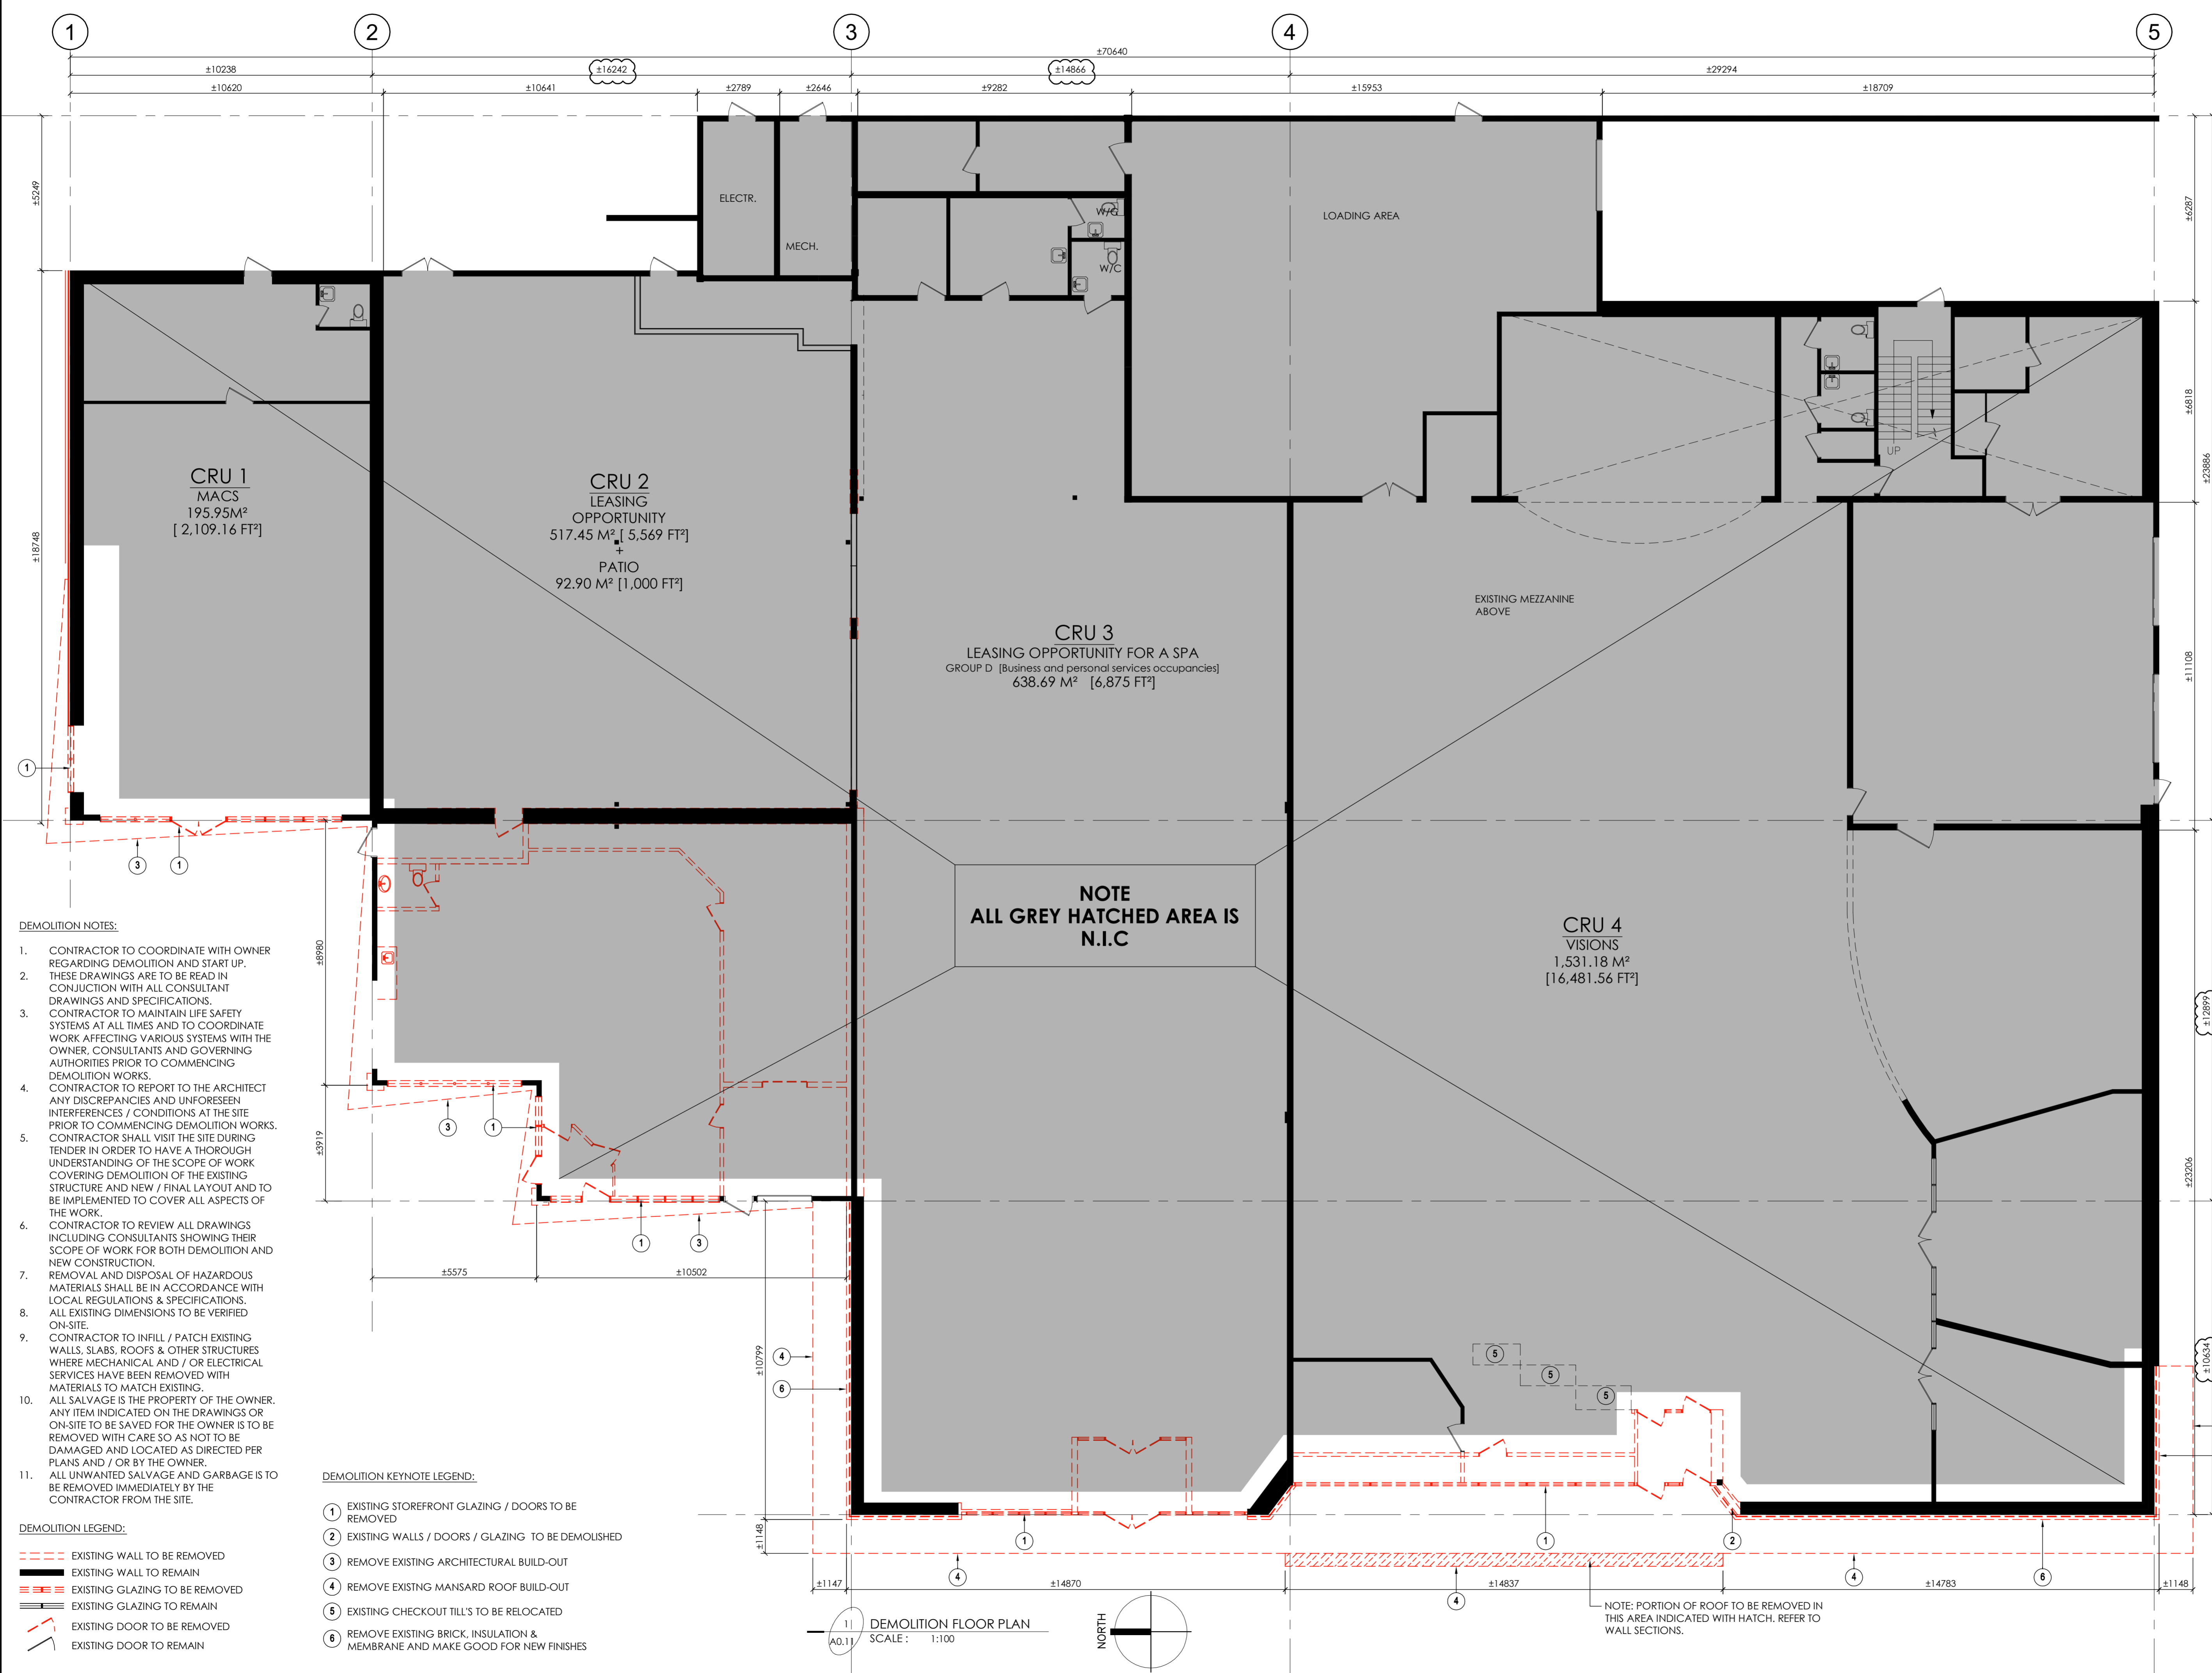 1
2
3
4
5
±70640
±10238
±16242
±14866
±29294
±10620
±10641
±2789
±2646
±9282
±15953
±18709
±5249
±18748
±8980
±3919
±6287
±6818
±23886
±11108
±12899
±23206
±10634
ELECTR.
MECH.
W/C
W/C
LOADING AREA
UP
CRU 1
MACS
195.95M²
[ 2,109.16 FT²]
CRU 2
LEASING
OPPORTUNITY
517.45 M² [ 5,569 FT²]
+
PATIO
92.90 M² [1,000 FT²]
CRU 3
LEASING OPPORTUNITY FOR A SPA
GROUP D [Business and personal services occupancies]
638.69 M² [6,875 FT²]
EXISTING MEZZANINE
ABOVE
NOTE
ALL GREY HATCHED AREA IS
N.I.C
CRU 4
VISIONS
1,531.18 M²
[16,481.56 FT²]
1
3
1
3
1
1
3
±5575
±10502
±10799
4
6
5
5
5
±1148
1
1
2
4
4
4
6
±1147
±14870
±14837
±14783
±1148
DEMOLITION NOTES:
1. CONTRACTOR TO COORDINATE WITH OWNER
REGARDING DEMOLITION AND START UP.
2. THESE DRAWINGS ARE TO BE READ IN
CONJUCTION WITH ALL CONSULTANT
DRAWINGS AND SPECIFICATIONS.
3. CONTRACTOR TO MAINTAIN LIFE SAFETY
SYSTEMS AT ALL TIMES AND TO COORDINATE
WORK AFFECTING VARIOUS SYSTEMS WITH THE
OWNER, CONSULTANTS AND GOVERNING
AUTHORITIES PRIOR TO COMMENCING
DEMOLITION WORKS.
4. CONTRACTOR TO REPORT TO THE ARCHITECT
ANY DISCREPANCIES AND UNFORESEEN
INTERFERENCES / CONDITIONS AT THE SITE
PRIOR TO COMMENCING DEMOLITION WORKS.
5. CONTRACTOR SHALL VISIT THE SITE DURING
TENDER IN ORDER TO HAVE A THOROUGH
UNDERSTANDING OF THE SCOPE OF WORK
COVERING DEMOLITION OF THE EXISTING
STRUCTURE AND NEW / FINAL LAYOUT AND TO
BE IMPLEMENTED TO COVER ALL ASPECTS OF
THE WORK.
6. CONTRACTOR TO REVIEW ALL DRAWINGS
INCLUDING CONSULTANTS SHOWING THEIR
SCOPE OF WORK FOR BOTH DEMOLITION AND
NEW CONSTRUCTION.
7. REMOVAL AND DISPOSAL OF HAZARDOUS
MATERIALS SHALL BE IN ACCORDANCE WITH
LOCAL REGULATIONS & SPECIFICATIONS.
8. ALL EXISTING DIMENSIONS TO BE VERIFIED
ON-SITE.
9. CONTRACTOR TO INFILL / PATCH EXISTING
WALLS, SLABS, ROOFS & OTHER STRUCTURES
WHERE MECHANICAL AND / OR ELECTRICAL
SERVICES HAVE BEEN REMOVED WITH
MATERIALS TO MATCH EXISTING.
10. ALL SALVAGE IS THE PROPERTY OF THE OWNER.
ANY ITEM INDICATED ON THE DRAWINGS OR
ON-SITE TO BE SAVED FOR THE OWNER IS TO BE
REMOVED WITH CARE SO AS NOT TO BE
DAMAGED AND LOCATED AS DIRECTED PER
PLANS AND / OR BY THE OWNER.
11. ALL UNWANTED SALVAGE AND GARBAGE IS TO
BE REMOVED IMMEDIATELY BY THE
CONTRACTOR FROM THE SITE.
DEMOLITION LEGEND:
EXISTING WALL TO BE REMOVED
EXISTING WALL TO REMAIN
EXISTING GLAZING TO BE REMOVED
EXISTING GLAZING TO REMAIN
EXISTING DOOR TO BE REMOVED
EXISTING DOOR TO REMAIN
DEMOLITION KEYNOTE LEGEND:
1 EXISTING STOREFRONT GLAZING / DOORS TO BE
REMOVED
2 EXISTING WALLS / DOORS / GLAZING TO BE DEMOLISHED
3 REMOVE EXISTING ARCHITECTURAL BUILD-OUT
4 REMOVE EXISTNG MANSARD ROOF BUILD-OUT
5 EXISTING CHECKOUT TILL'S TO BE RELOCATED
6 REMOVE EXISTING BRICK, INSULATION &
MEMBRANE AND MAKE GOOD FOR NEW FINISHES
1
A0.11
DEMOLITION FLOOR PLAN
SCALE : 1:100
NORTH
NOTE: PORTION OF ROOF TO BE REMOVED IN
THIS AREA INDICATED WITH HATCH. REFER TO
WALL SECTIONS.